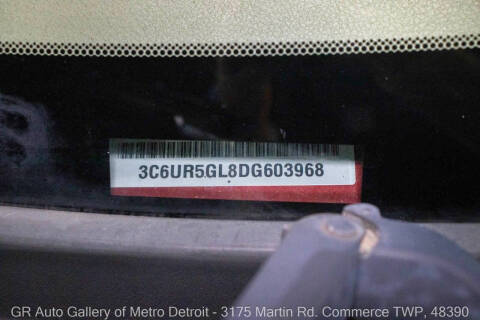 3C6UR5GL8DG603968
GR Auto Gallery of Metro Detroit - 3175 Martin Rd. Commerce TWP, 48390